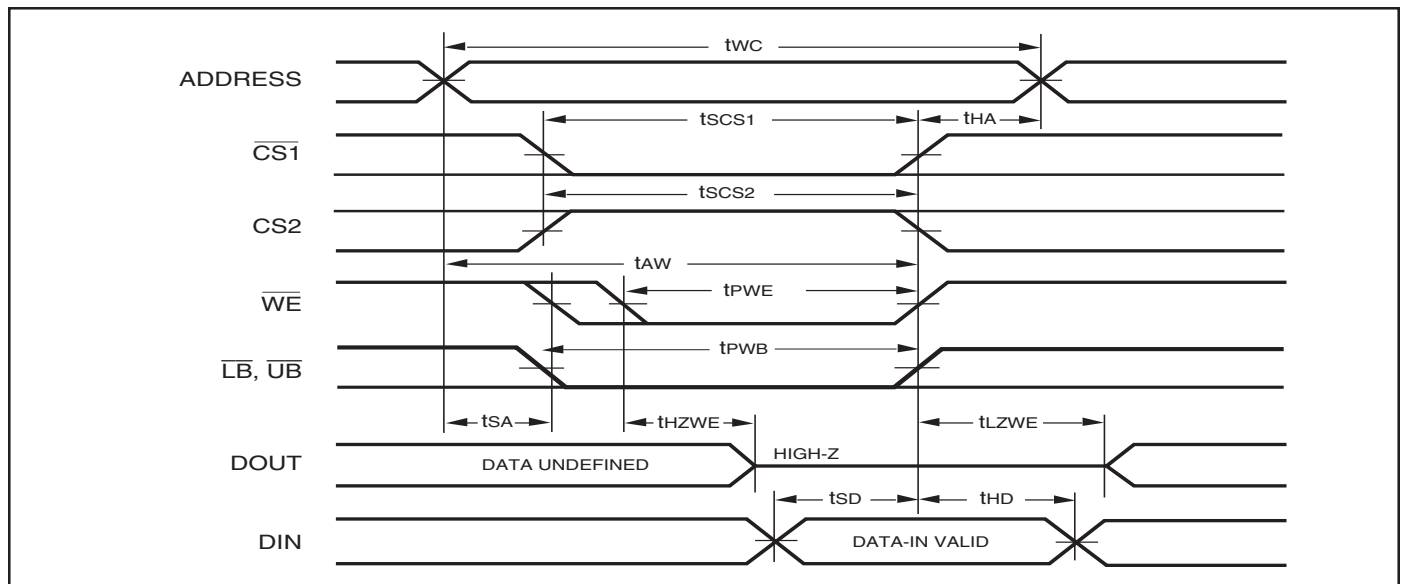 tWC
ADDRESS
tSCS1
tHA
CS1
tSCS2
CS2
tAW
WE
tPWE
tPWB
LB, UB
tSA
tHZWE
tLZWE
DOUT
DATA UNDEFINED
HIGH-Z
tSD
tHD
DIN
DATA-IN VALID